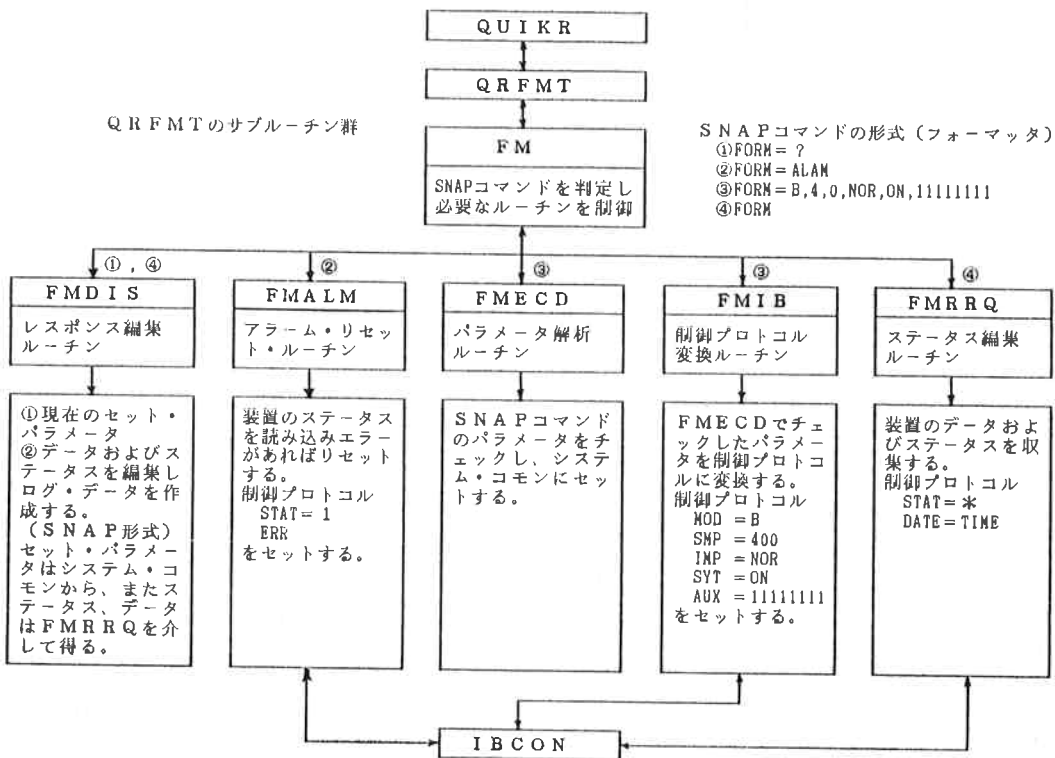 QUIKR
QRFMT
QRFMTのサブルーチン群
FM
SNAPコマンドを判定し
必要なルーチンを制御
SNAPコマンドの形式(フォーマッタ)
①FORM=?
②FORM=ALAM
③FORM=B,4,0,NOR,ON,11111111
④FORM
①,④
②
③
③
④
FMDIS
レスポンス編集
ルーチン
①現在のセット・
パラメータ
②データおよびス
テータスを編集し
ログ・データを作
成する。
(SNAP形式)
セット・パラメー
タはシステム・コ
モンから、またス
テータス、データ
はFMRRQを介
して得る。
FMALM
アラーム・リセッ
ト・ルーチン
装置のステータス
を読み込みエラー
があればリセット
する。
制御プロトコル
STAT=1
ERR
をセットする。
FMECD
パラメータ解析
ルーチン
SNAPコマンド
のパラメータをチ
ェックし、システ
ム・コモンにセッ
トする。
FMIB
制御プロトコル
変換ルーチン
FMECDでチェ
ックしたパラメー
タを制御プロトコ
ルに変換する。
制御プロトコル
MOD =B
SMP =400
IMP =NOR
SYT =ON
AUX =11111111
をセットする。
FMRRQ
ステータス編集
ルーチン
装置のデータおよ
びステータスを収
集する。
制御プロトコル
STAT=*
DATE=TIME
IBCON